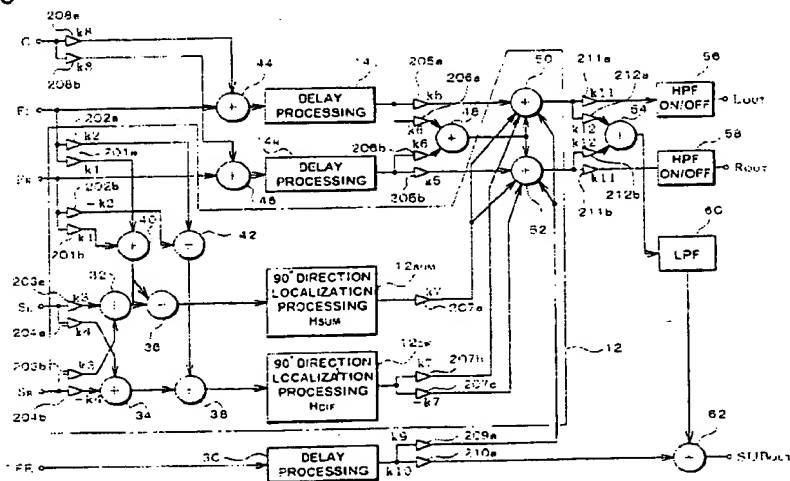 208a
k8
C
k8
208b
44
DELAY
PROCESSING
205a
k5
206a
k6
48
50
211a
k11
212a
k12
54
56
HPF
ON/OFF
LOUT
202a
k2
201a
k1
46
DELAY
PROCESSING
206b
k6
k5
205b
52
k12
k11
211b
212b
58
HPF
ON/OFF
ROUT
202b
k1
201b
40
42
60
LPF
203a
k3
SL
32
204a
k4
36
90° DIRECTION
LOCALIZATION
PROCESSING
HSUM
12SUM
k7
207a
k3
203b
SR
204b
34
38
90° DIRECTION
LOCALIZATION
PROCESSING
HDIF
k7
207b
-k7
207c
12
30
DELAY
PROCESSING
k9
209a
k10
210a
62
SUBOUT